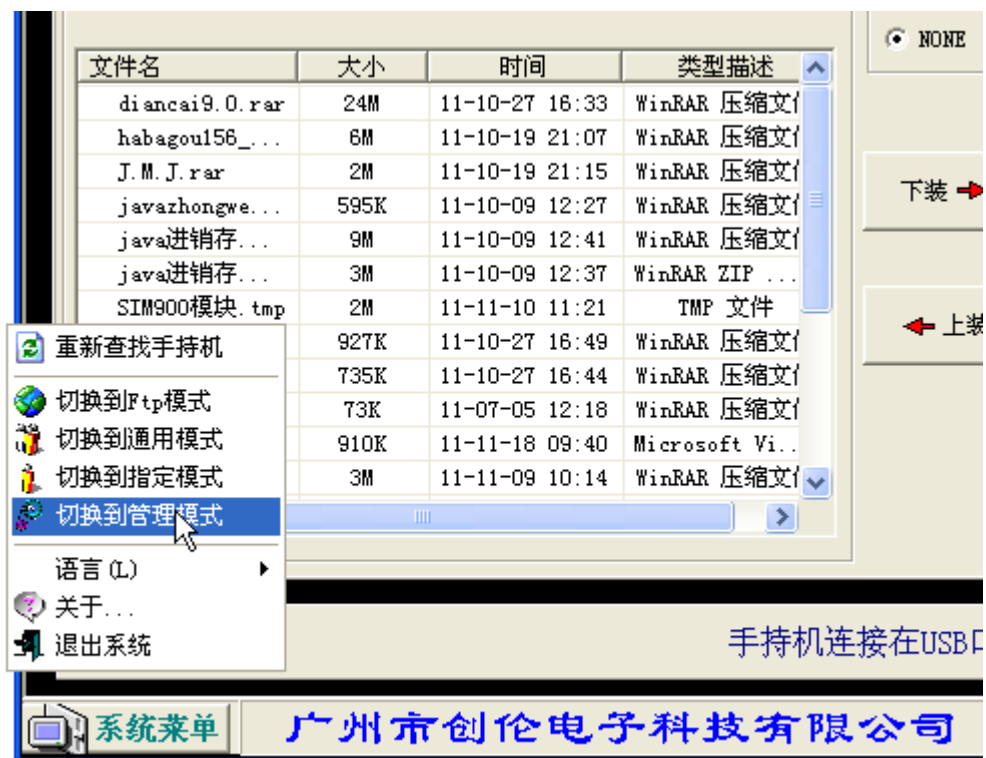 NONE
文件名 大小 时间 类型描述
diancai9.0.rar 24M 11-10-27 16:33 WinRAR 压缩文
habagou156_... 6M 11-10-19 21:07 WinRAR 压缩文
J.M.J.rar 2M 11-10-19 21:15 WinRAR 压缩文
javazhongwe... 595K 11-10-09 12:27 WinRAR 压缩文
java进销存... 9M 11-10-09 12:41 WinRAR 压缩文
java进销存... 3M 11-10-09 12:37 WinRAR ZIP ...
SIM900模块.tmp 2M 11-11-10 11:21 TMP 文件
927K 11-10-27 16:49 WinRAR 压缩文
735K 11-10-27 16:44 WinRAR 压缩文
73K 11-07-05 12:18 WinRAR 压缩文
910K 11-11-18 09:40 Microsoft Vi..
3M 11-11-09 10:14 WinRAR 压缩文
下装
上装
重新查找手持机
切换到Ftp模式
切换到通用模式
切换到指定模式
切换到管理模式
语言(L)
关于...
退出系统
手持机连接在USB口
系统菜单 广州市创伦电子科技有限公司